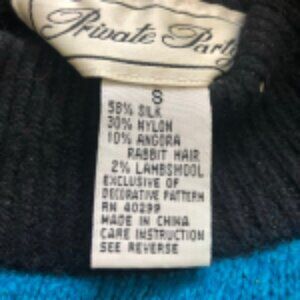 Private Party
S
58% SILK
30% NYLON
10% ANGORA
RABBIT HAIR
2% LAMBSWOOL
EXCLUSIVE OF
DECORATIVE PATTERN
RN 40299
MADE IN CHINA
CARE INSTRUCTION
SEE REVERSE